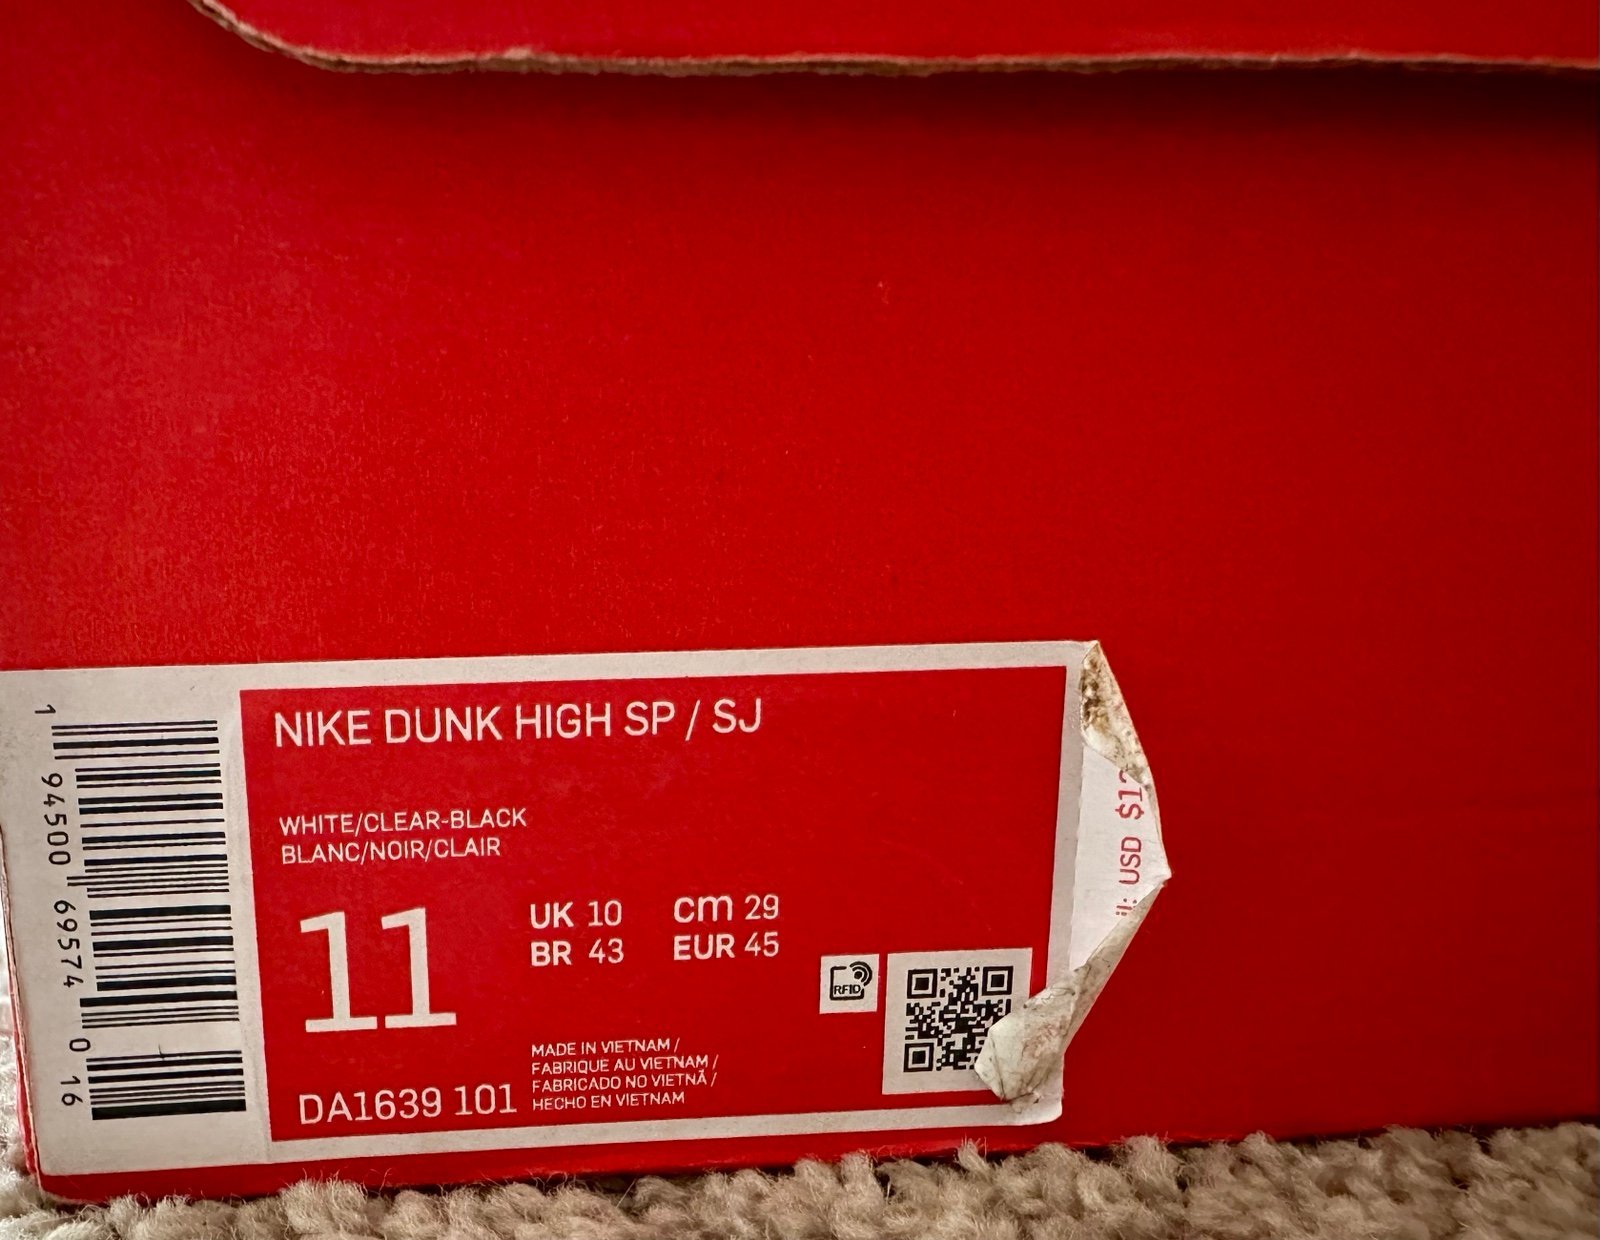 NIKE DUNK HIGH SP / SJ
WHITE/CLEAR-BLACK
BLANC/NOIR/CLAIR
11
UK 10 cm 29
BR 43 EUR 45
MADE IN VIETNAM /
FABRIQUE AU VIETNAM /
FABRICADO NO VIETNÃ /
HECHO EN VIETNAM
DA1639 101
RFID
1 94500 69574 0 16
USD